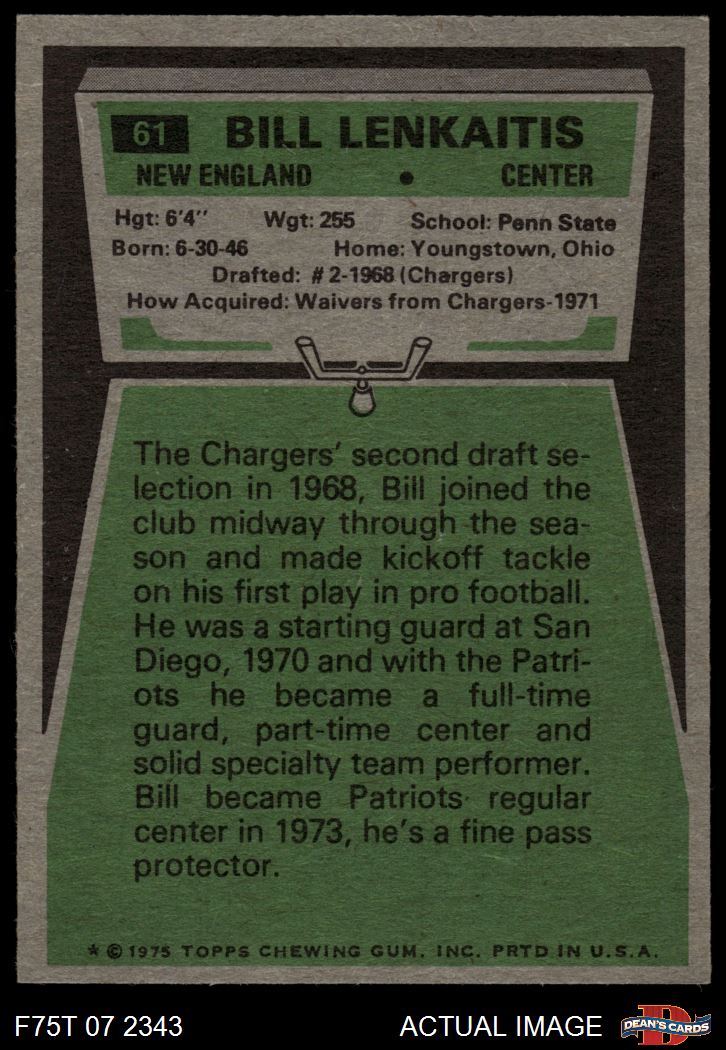 61 BILL LENKAITIS
NEW ENGLAND • CENTER
Hgt: 6'4" Wgt: 255 School: Penn State
Born: 6-30-46 Home: Youngstown, Ohio
Drafted: #2-1968 (Chargers)
How Acquired: Waivers from Chargers-1971
The Chargers' second draft se-
lection in 1968, Bill joined the
club midway through the sea-
son and made kickoff tackle
on his first play in pro football.
He was a starting guard at San
Diego, 1970 and with the Patri-
ots he became a full-time
guard, part-time center and
solid specialty team performer.
Bill became Patriots regular
center in 1973, he's a fine pass
protector.
* © 1975 TOPPS CHEWING GUM, INC. PRTD IN U.S.A.
F75T 07 2343 ACTUAL IMAGE D DEAN'S CARDS